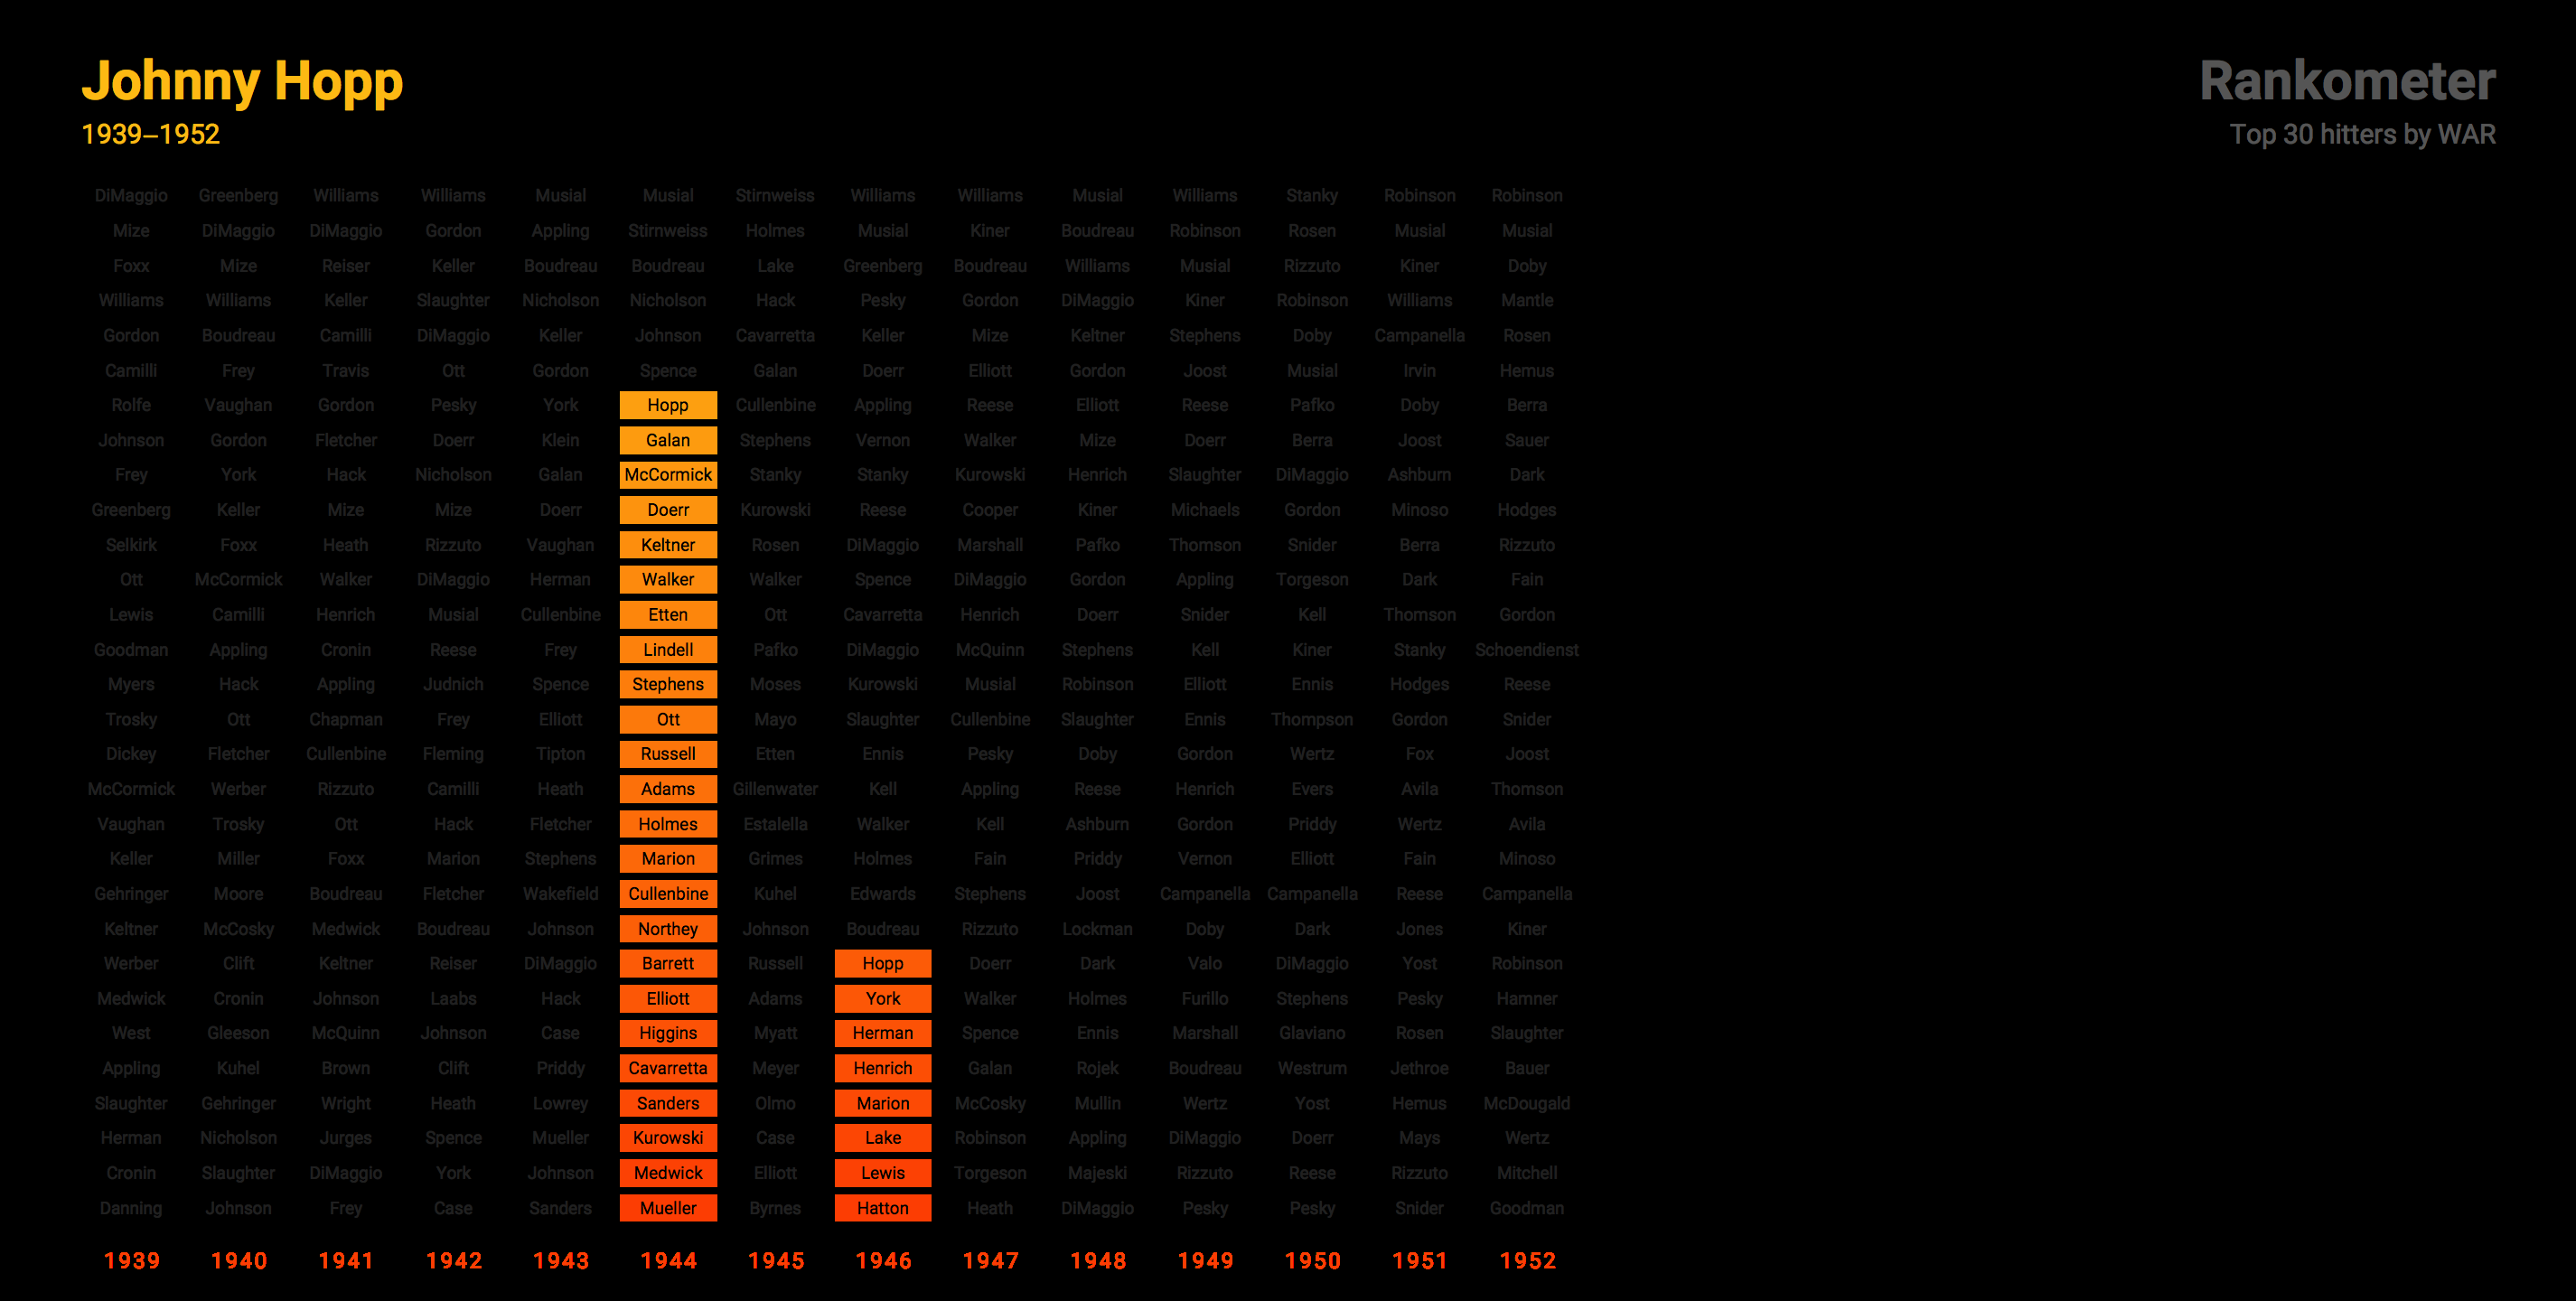 Johnny Hopp Rankometer
1939–1952 Top 30 hitters by WAR
DiMaggio Greenberg Williams Williams Musial Musial Stirnweiss Williams Williams Musial Williams Stanky Robinson Robinson
Mize DiMaggio DiMaggio Gordon Appling Stirnweiss Holmes Musial Kiner Boudreau Robinson Rosen Musial Musial
Foxx Mize Reiser Keller Boudreau Boudreau Lake Greenberg Boudreau Williams Musial Rizzuto Kiner Doby
Williams Williams Keller Slaughter Nicholson Nicholson Hack Pesky Gordon DiMaggio Kiner Robinson Williams Mantle
Gordon Boudreau Camilli DiMaggio Keller Johnson Cavarretta Keller Mize Keltner Stephens Doby Campanella Rosen
Camilli Frey Travis Ott Gordon Spence Galan Doerr Elliott Gordon Joost Musial Irvin Hemus
Rolfe Vaughan Gordon Pesky York Hopp Cullenbine Appling Reese Elliott Reese Pafko Doby Berra
Johnson Gordon Fletcher Doerr Klein Galan Stephens Vernon Walker Mize Doerr Berra Joost Sauer
Frey York Hack Nicholson Galan McCormick Stanky Stanky Kurowski Henrich Slaughter DiMaggio Ashburn Dark
Greenberg Keller Mize Mize Doerr Doerr Kurowski Reese Cooper Kiner Michaels Gordon Minoso Hodges
Selkirk Foxx Heath Rizzuto Vaughan Keltner Rosen DiMaggio Marshall Pafko Thomson Snider Berra Rizzuto
Ott McCormick Walker DiMaggio Herman Walker Walker Spence DiMaggio Gordon Appling Torgeson Dark Fain
Lewis Camilli Henrich Musial Cullenbine Etten Ott Cavarretta Henrich Doerr Snider Kell Thomson Gordon
Goodman Appling Cronin Reese Frey Lindell Pafko DiMaggio McQuinn Stephens Kell Kiner Stanky Schoendienst
Myers Hack Appling Judnich Spence Stephens Moses Kurowski Musial Robinson Elliott Ennis Hodges Reese
Trosky Ott Chapman Frey Elliott Ott Mayo Slaughter Cullenbine Slaughter Ennis Thompson Gordon Snider
Dickey Fletcher Cullenbine Fleming Tipton Russell Etten Ennis Pesky Doby Gordon Wertz Fox Joost
McCormick Werber Rizzuto Camilli Heath Adams Gillenwater Kell Appling Reese Henrich Evers Avila Thomson
Vaughan Trosky Ott Hack Fletcher Holmes Estalella Walker Kell Ashburn Gordon Priddy Wertz Avila
Keller Miller Foxx Marion Stephens Marion Grimes Holmes Fain Priddy Vernon Elliott Fain Minoso
Gehringer Moore Boudreau Fletcher Wakefield Cullenbine Kuhel Edwards Stephens Joost Campanella Campanella Reese Campanella
Keltner McCosky Medwick Boudreau Johnson Northey Johnson Boudreau Rizzuto Lockman Doby Dark Jones Kiner
Werber Clift Keltner Reiser DiMaggio Barrett Russell Hopp Doerr Dark Valo DiMaggio Yost Robinson
Medwick Cronin Johnson Laabs Hack Elliott Adams York Walker Holmes Furillo Stephens Pesky Hamner
West Gleeson McQuinn Johnson Case Higgins Myatt Herman Spence Ennis Marshall Glaviano Rosen Slaughter
Appling Kuhel Brown Clift Priddy Cavarretta Meyer Henrich Galan Rojek Boudreau Westrum Jethroe Bauer
Slaughter Gehringer Wright Heath Lowrey Sanders Olmo Marion McCosky Mullin Wertz Yost Hemus McDougald
Herman Nicholson Jurges Spence Mueller Kurowski Case Lake Robinson Appling DiMaggio Doerr Mays Wertz
Cronin Slaughter DiMaggio York Johnson Medwick Elliott Lewis Torgeson Majeski Rizzuto Reese Rizzuto Mitchell
Danning Johnson Frey Case Sanders Mueller Byrnes Hatton Heath DiMaggio Pesky Pesky Snider Goodman
1939 1940 1941 1942 1943 1944 1945 1946 1947 1948 1949 1950 1951 1952